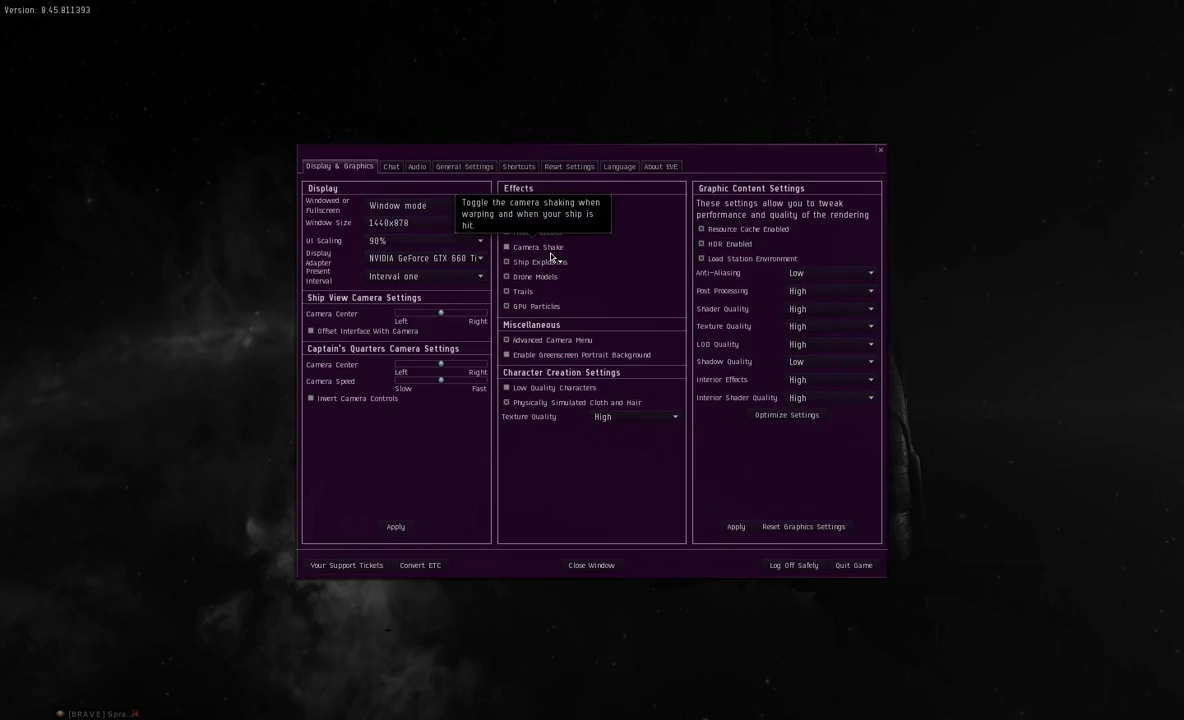 Version: 8.45.811393
Display & Graphics Chat Audio General Settings Shortcuts Reset Settings Language About EVE
Display
Windowed or
Fullscreen
Window mode
Window Size
1440x878
UI Scaling
90%
Display
Adapter
NVIDIA GeForce GTX 660 Ti
Present
Interval
Interval one
Ship View Camera Settings
Camera Center
Left Right
Offset Interface With Camera
Captain's Quarters Camera Settings
Camera Center
Left Right
Camera Speed
Slow Fast
Invert Camera Controls
Apply
Effects
Toggle the camera shaking when
warping and when your ship is
hit.
Camera Shake
Drone Models
Trails
GPU Particles
Miscellaneous
Advanced Camera Menu
Enable Greenscreen Portrait Background
Character Creation Settings
Low Quality Characters
Physically Simulated Cloth and Hair
Texture Quality High
Graphic Content Settings
These settings allow you to tweak
performance and quality of the rendering
Resource Cache Enabled
HDR Enabled
Load Station Environment
Anti-Aliasing Low
Post Processing High
Shader Quality High
Texture Quality High
LOD Quality High
Shadow Quality Low
Interior Effects High
Interior Shader Quality High
Optimize Settings
Apply Reset Graphics Settings
Your Support Tickets Convert ETC Close Window Log Off Safely Quit Game
[BRAVE] Spra..